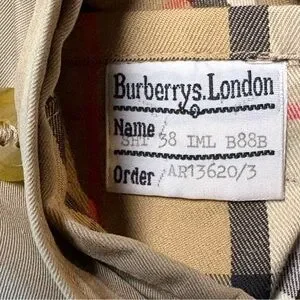 Burberrys.London
Name SHT 38 IML B88B
Order AR13620/3